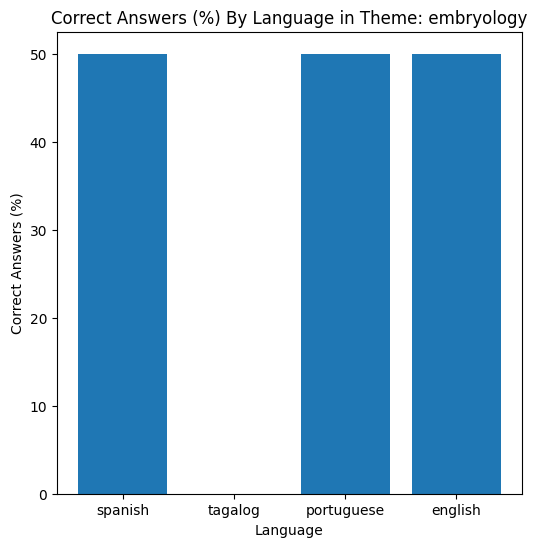 Correct Answers (%) By Language in Theme: embryology
Correct Answers (%)
50
40
30
20
10
0
spanish tagalog portuguese english
Language